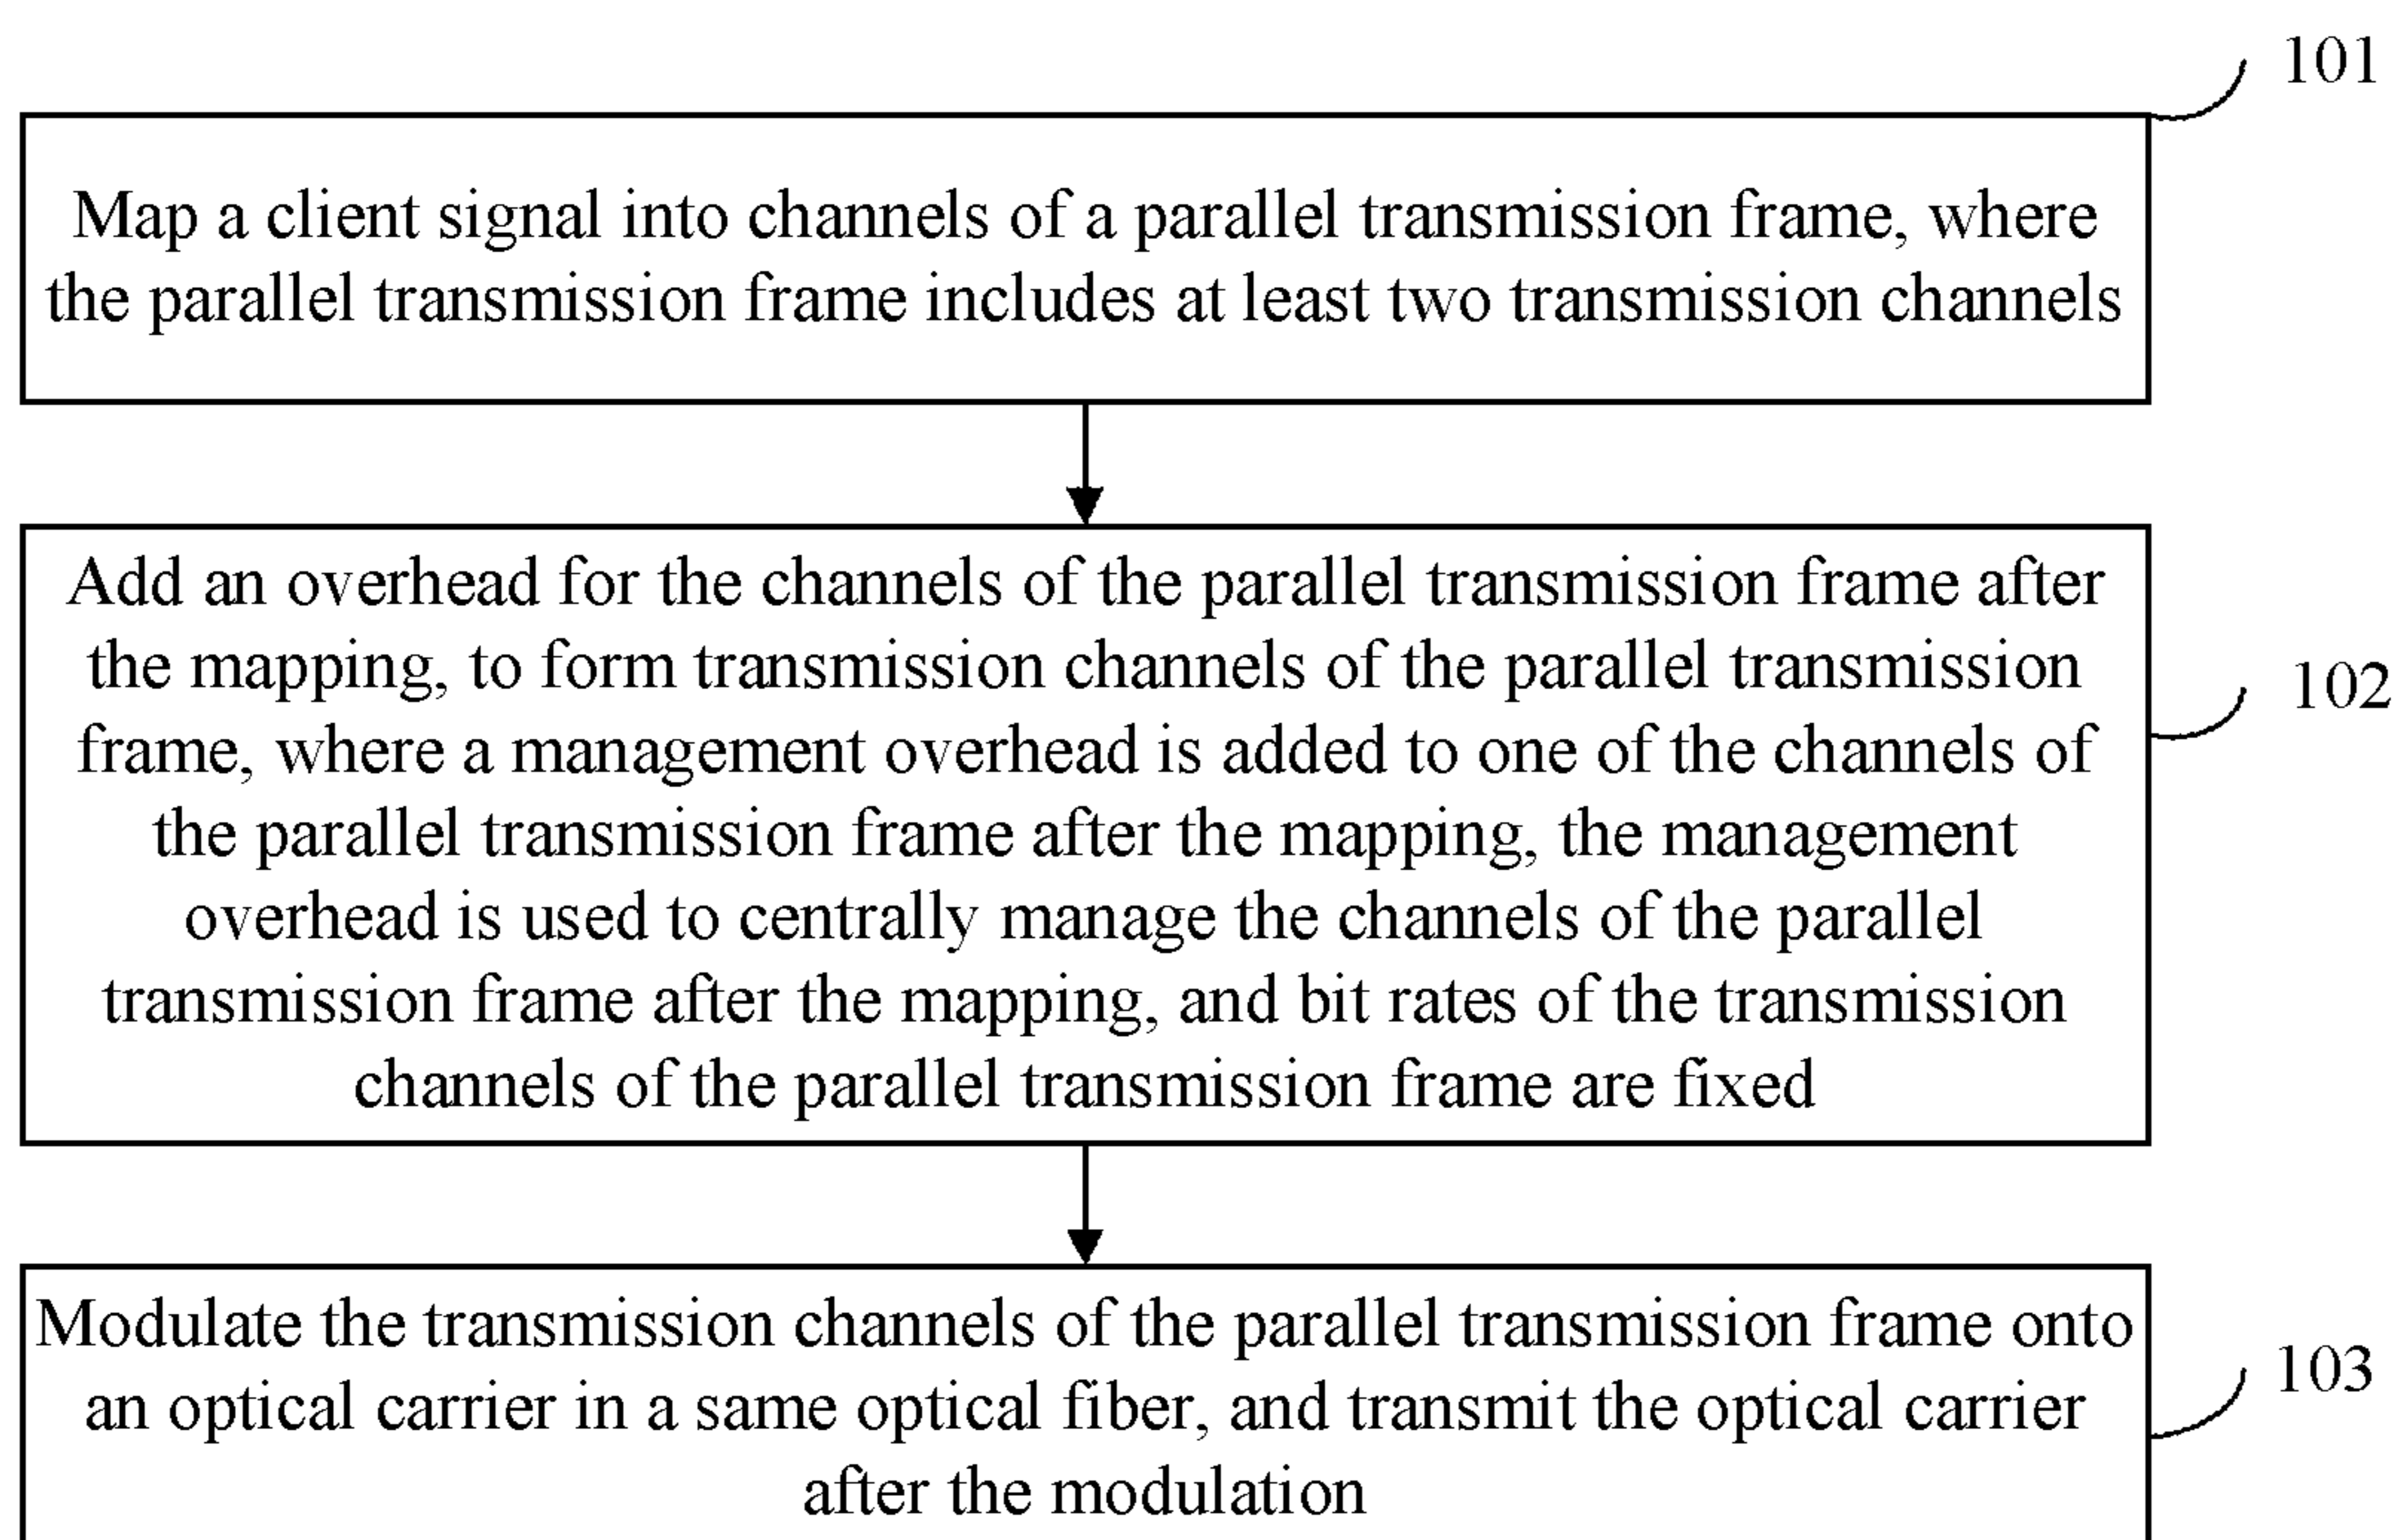 101
Map a client signal into channels of a parallel transmission frame, where
the parallel transmission frame includes at least two transmission channels
Add an overhead for the channels of the parallel transmission frame after
the mapping, to form transmission channels of the parallel transmission
frame, where a management overhead is added to one of the channels of
the parallel transmission frame after the mapping, the management
overhead is used to centrally manage the channels of the parallel
transmission frame after the mapping, and bit rates of the transmission
channels of the parallel transmission frame are fixed
102
Modulate the transmission channels of the parallel transmission frame onto
an optical carrier in a same optical fiber, and transmit the optical carrier
after the modulation
103